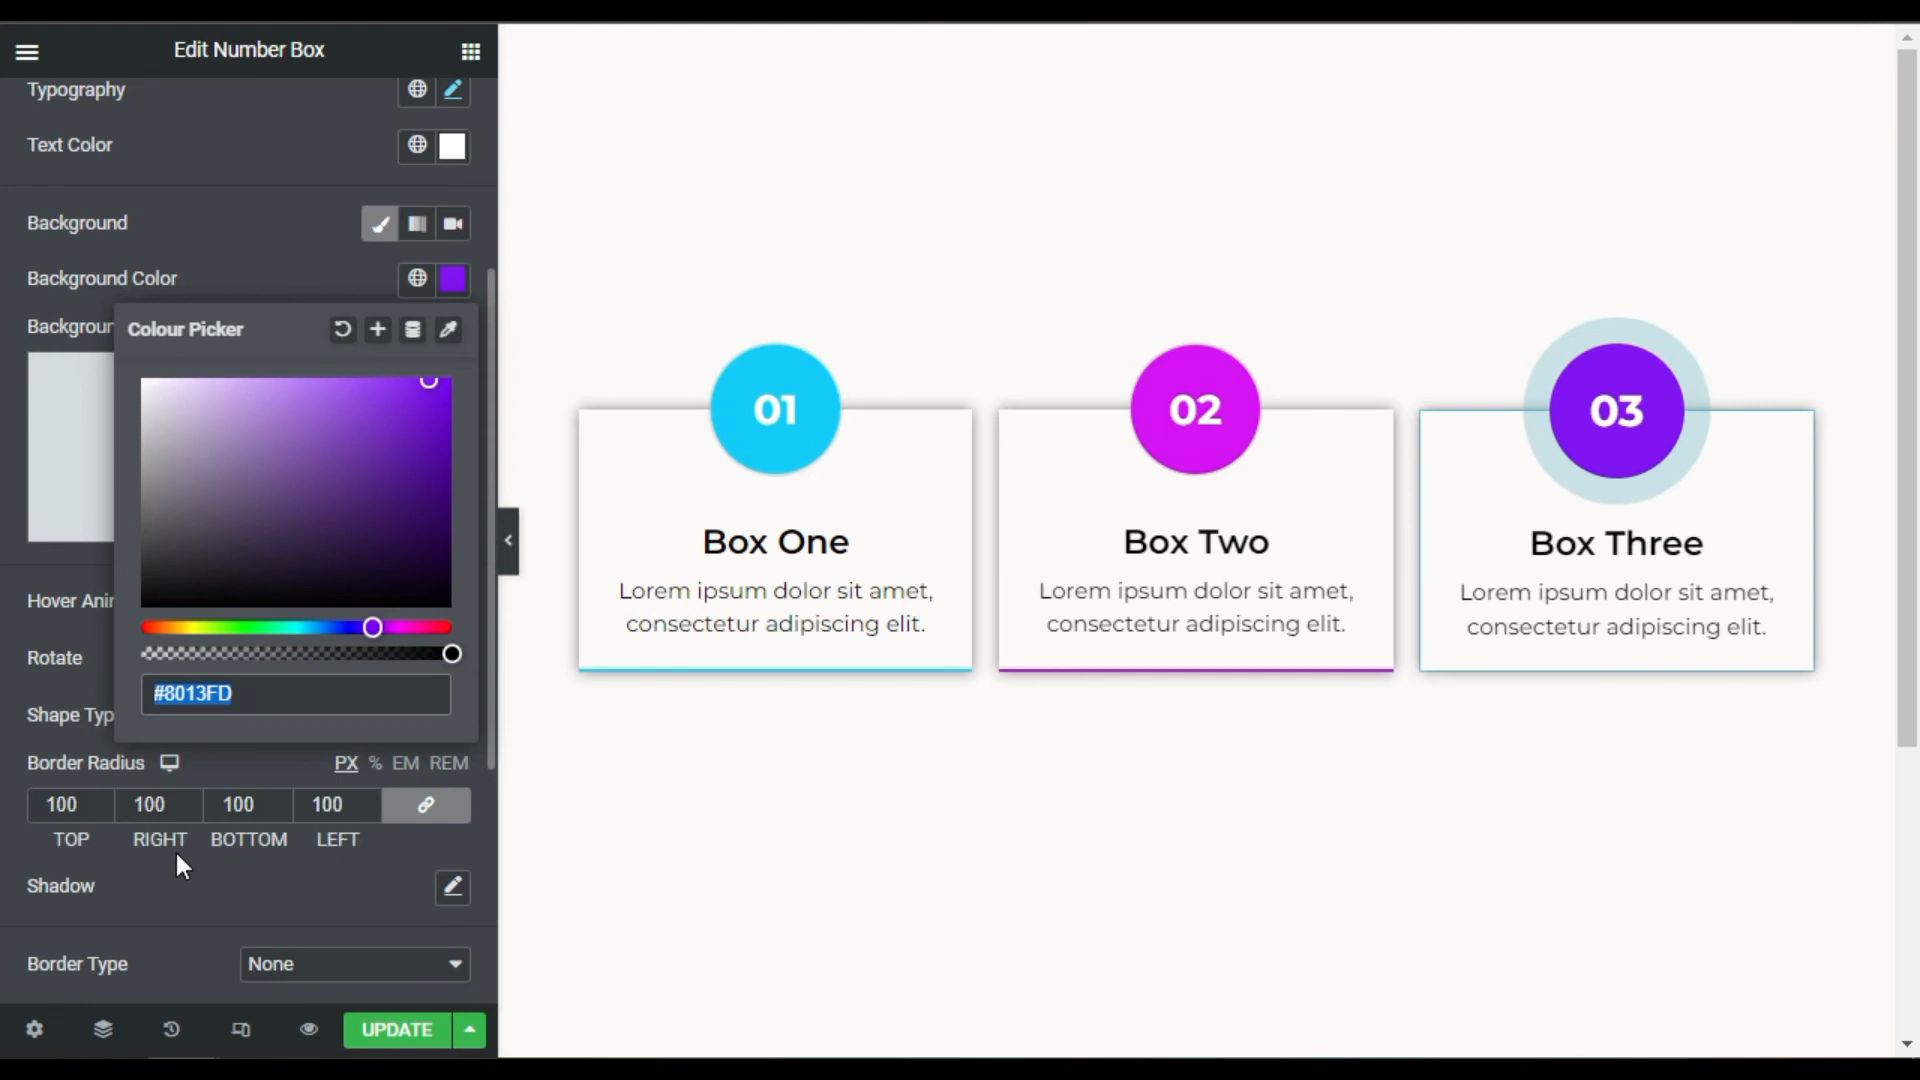 Edit Number Box
Typography
Text Color
Background
Background Color
Backgroun
Colour Picker
Hover Anir
Rotate
#8013FD
Shape Typ
Border Radius PX % EM REM
100 100 100 100
TOP RIGHT BOTTOM LEFT
Shadow
Border Type None
UPDATE
01
Box One
Lorem ipsum dolor sit amet,
consectetur adipiscing elit.
02
Box Two
Lorem ipsum dolor sit amet,
consectetur adipiscing elit.
03
Box Three
Lorem ipsum dolor sit amet,
consectetur adipiscing elit.